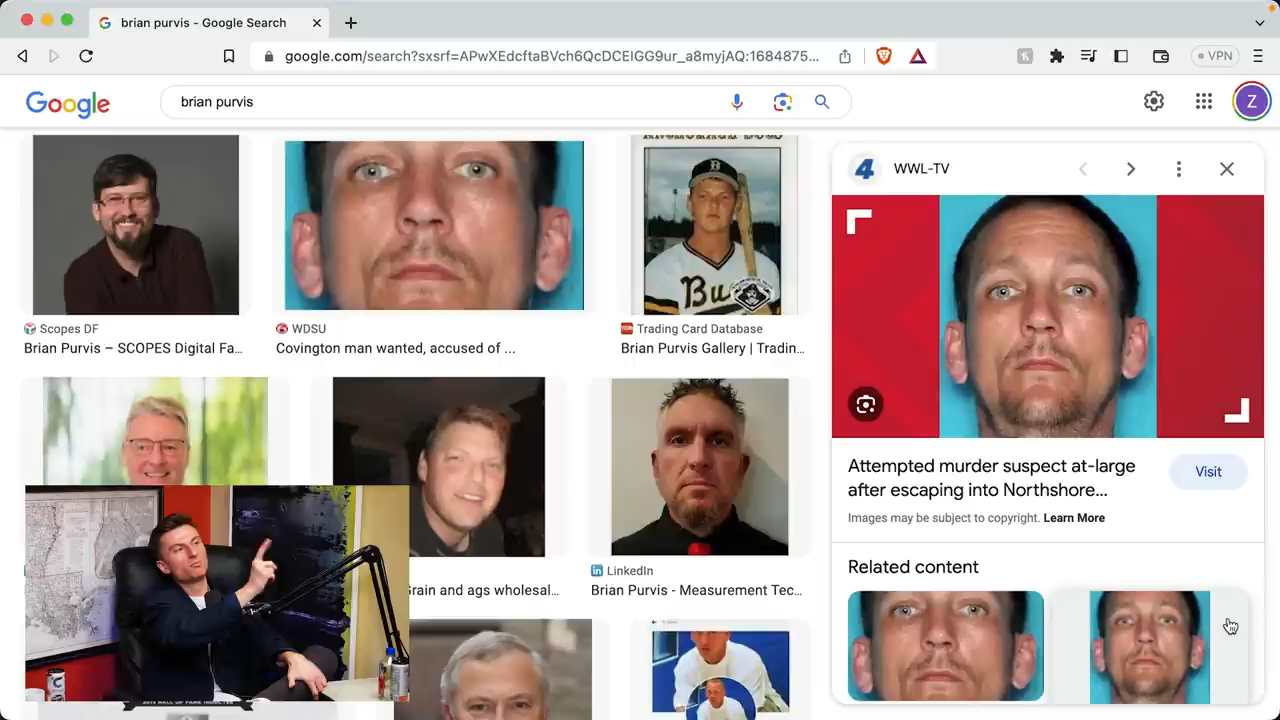 brian purvis - Google Search
google.com/search?sxsrf=APwXEdcftaBVch6QcDCEIGG9ur_a8myjAQ:1684875...
VPN
Google
brian purvis
Z
Scopes DF
Brian Purvis – SCOPES Digital Fa...
WDSU
Covington man wanted, accused of ...
B
Bu
Trading Card Database
Brian Purvis Gallery | Tradin...
4
WWL-TV
Attempted murder suspect at-large
after escaping into Northshore...
Visit
Images may be subject to copyright. Learn More
Related content
Grain and ags wholesal...
in LinkedIn
Brian Purvis - Measurement Tec...